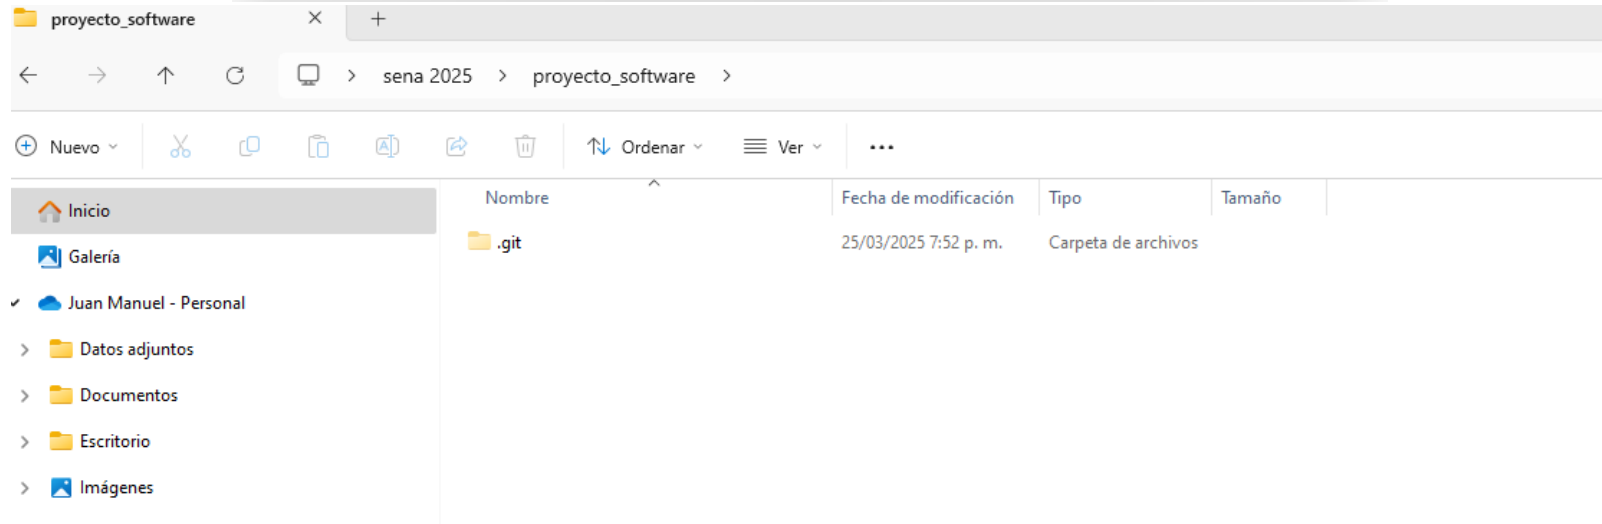 proyecto_software
sena 2025 > proyecto_software >
Nuevo Ordenar Ver ...
Nombre Fecha de modificación Tipo Tamaño
Inicio
.git 25/03/2025 7:52 p. m. Carpeta de archivos
Galería
Juan Manuel - Personal
Datos adjuntos
Documentos
Escritorio
Imágenes